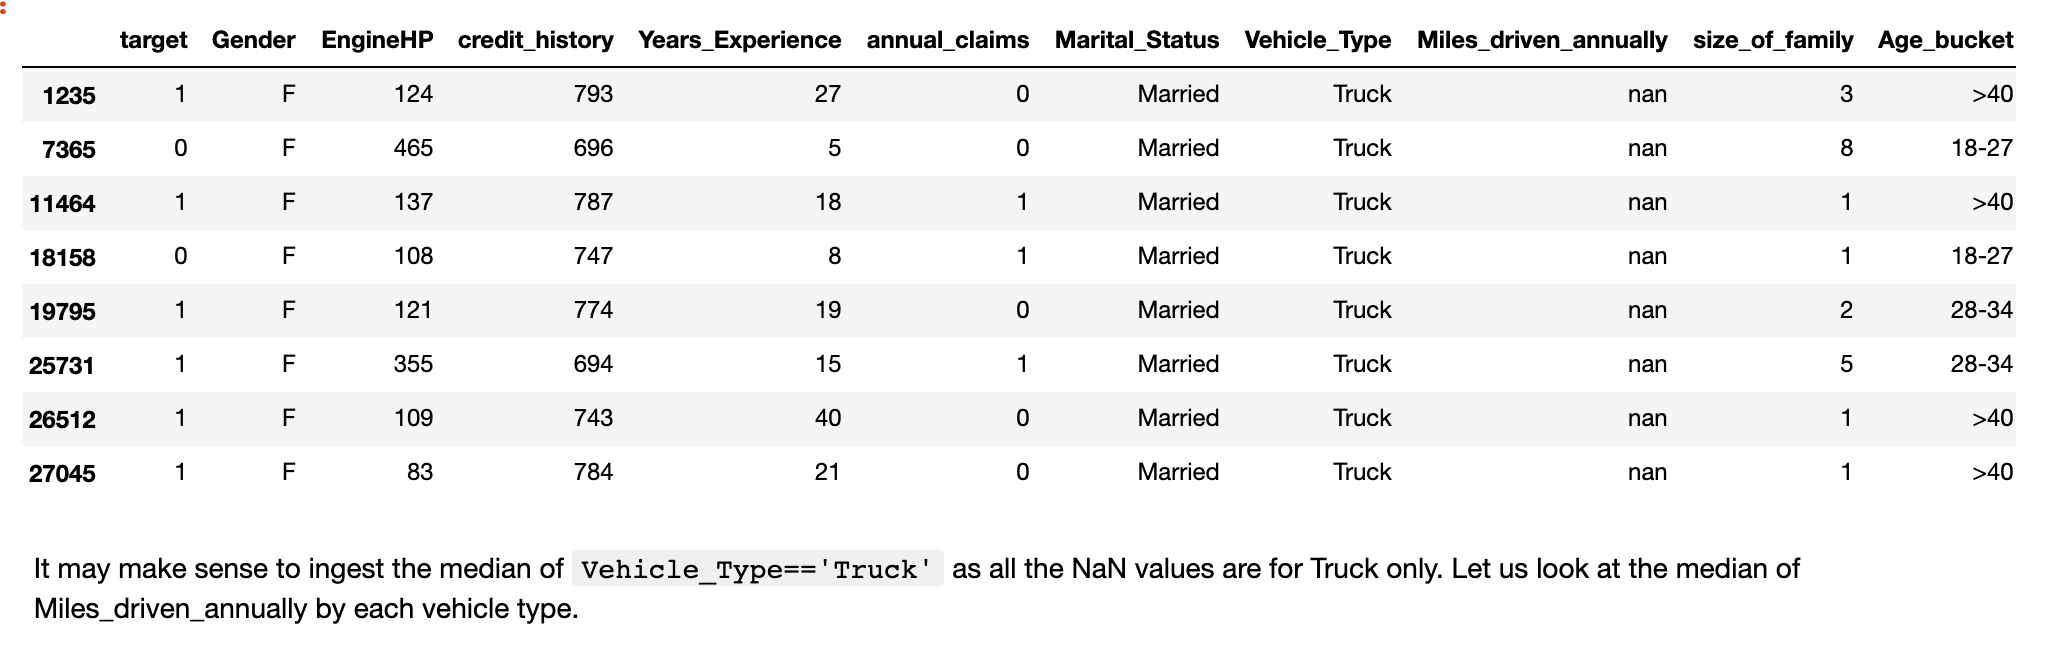 target Gender EngineHP credit_history Years_Experience annual_claims Marital_Status Vehicle_Type Miles_driven_annually size_of_family Age_bucket
1235 1 F 124 793 27 0 Married Truck nan 3 >40
7365 0 F 465 696 5 0 Married Truck nan 8 18-27
11464 1 F 137 787 18 1 Married Truck nan 1 >40
18158 0 F 108 747 8 1 Married Truck nan 1 18-27
19795 1 F 121 774 19 0 Married Truck nan 2 28-34
25731 1 F 355 694 15 1 Married Truck nan 5 28-34
26512 1 F 109 743 40 0 Married Truck nan 1 >40
27045 1 F 83 784 21 0 Married Truck nan 1 >40
It may make sense to ingest the median of Vehicle_Type=='Truck' as all the NaN values are for Truck only. Let us look at the median of
Miles_driven_annually by each vehicle type.